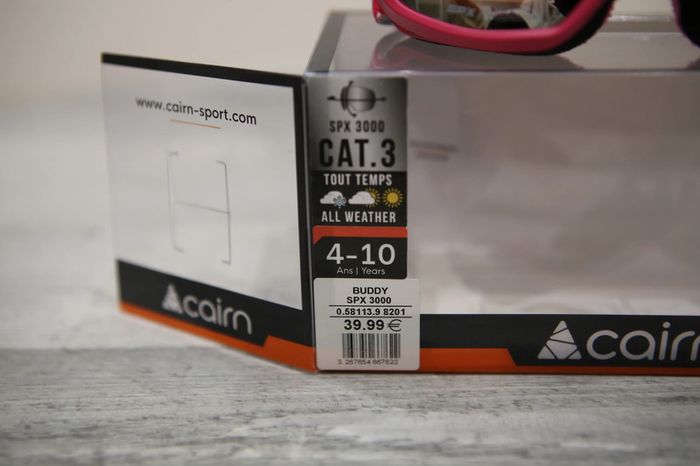 SPX
www.cairn-sport.com
cairn
SPX 3000
CAT.3
TOUT TEMPS
ALL WEATHER
4-10
Ans | Years
BUDDY
SPX 3000
0.58113.9 8201
39.99 €
3 267654 667622
cairn